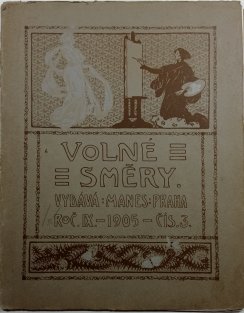 VOLNÉ
SMĚRY.
VYDÁVÁ · MANES · PRAHA
ROČ. IX. – 1905 – ČÍS. 3.